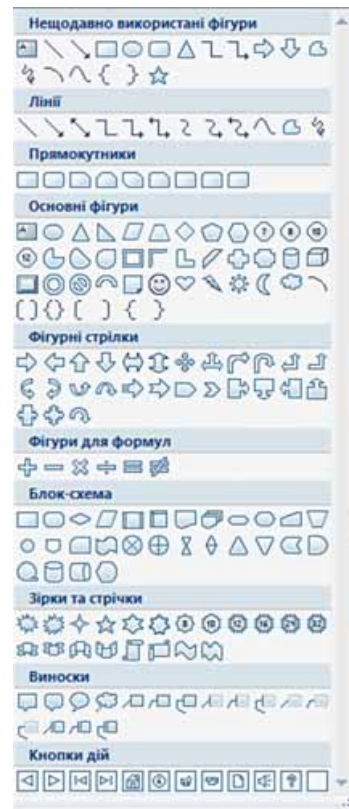 Нещодавно використані фігури
Лінії
Прямокутники
Основні фігури
Фігурні стрілки
Фігури для формул
Блок-схема
Зірки та стрічки
Виноски
Кнопки дій